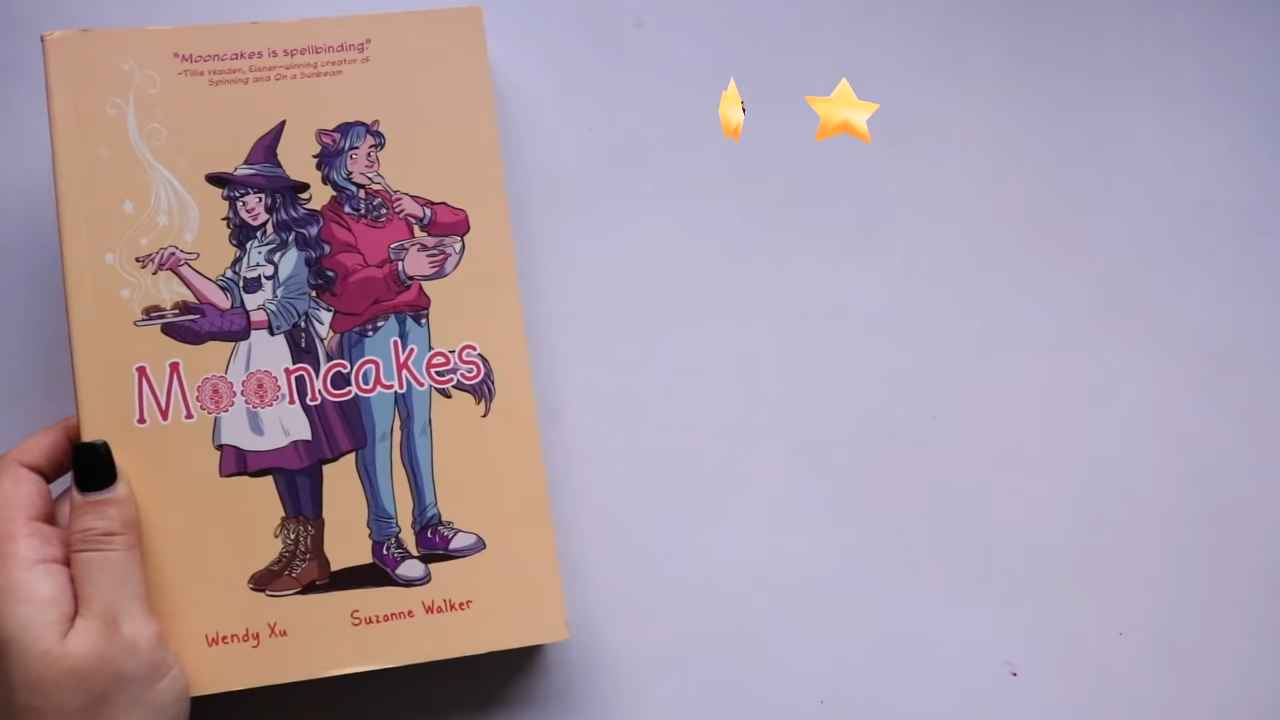 "Mooncakes is spellbinding."
-Tillie Walden, Eisner-winning creator of
Spinning and On a Sunbeam
Mooncakes
Wendy Xu
Suzanne Walker